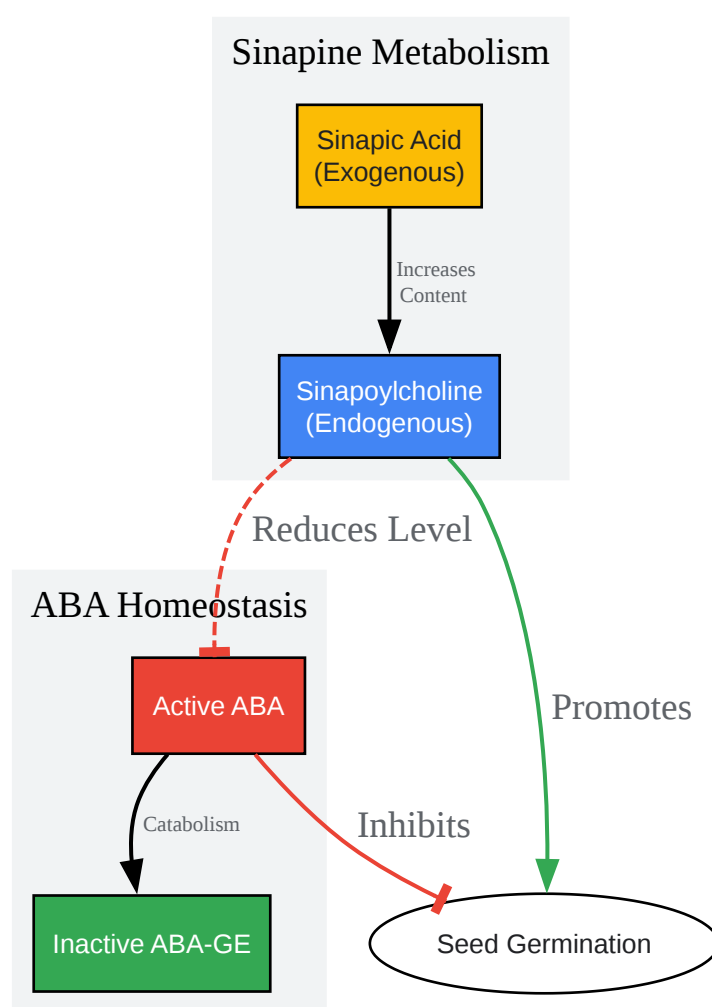 Sinapine Metabolism
Sinapic Acid
(Exogenous)
Increases
Content
Sinapoylcholine
(Endogenous)
Reduces Level
ABA Homeostasis
Active ABA
Promotes
Catabolism
Inhibits
Inactive ABA-GE
Seed Germination